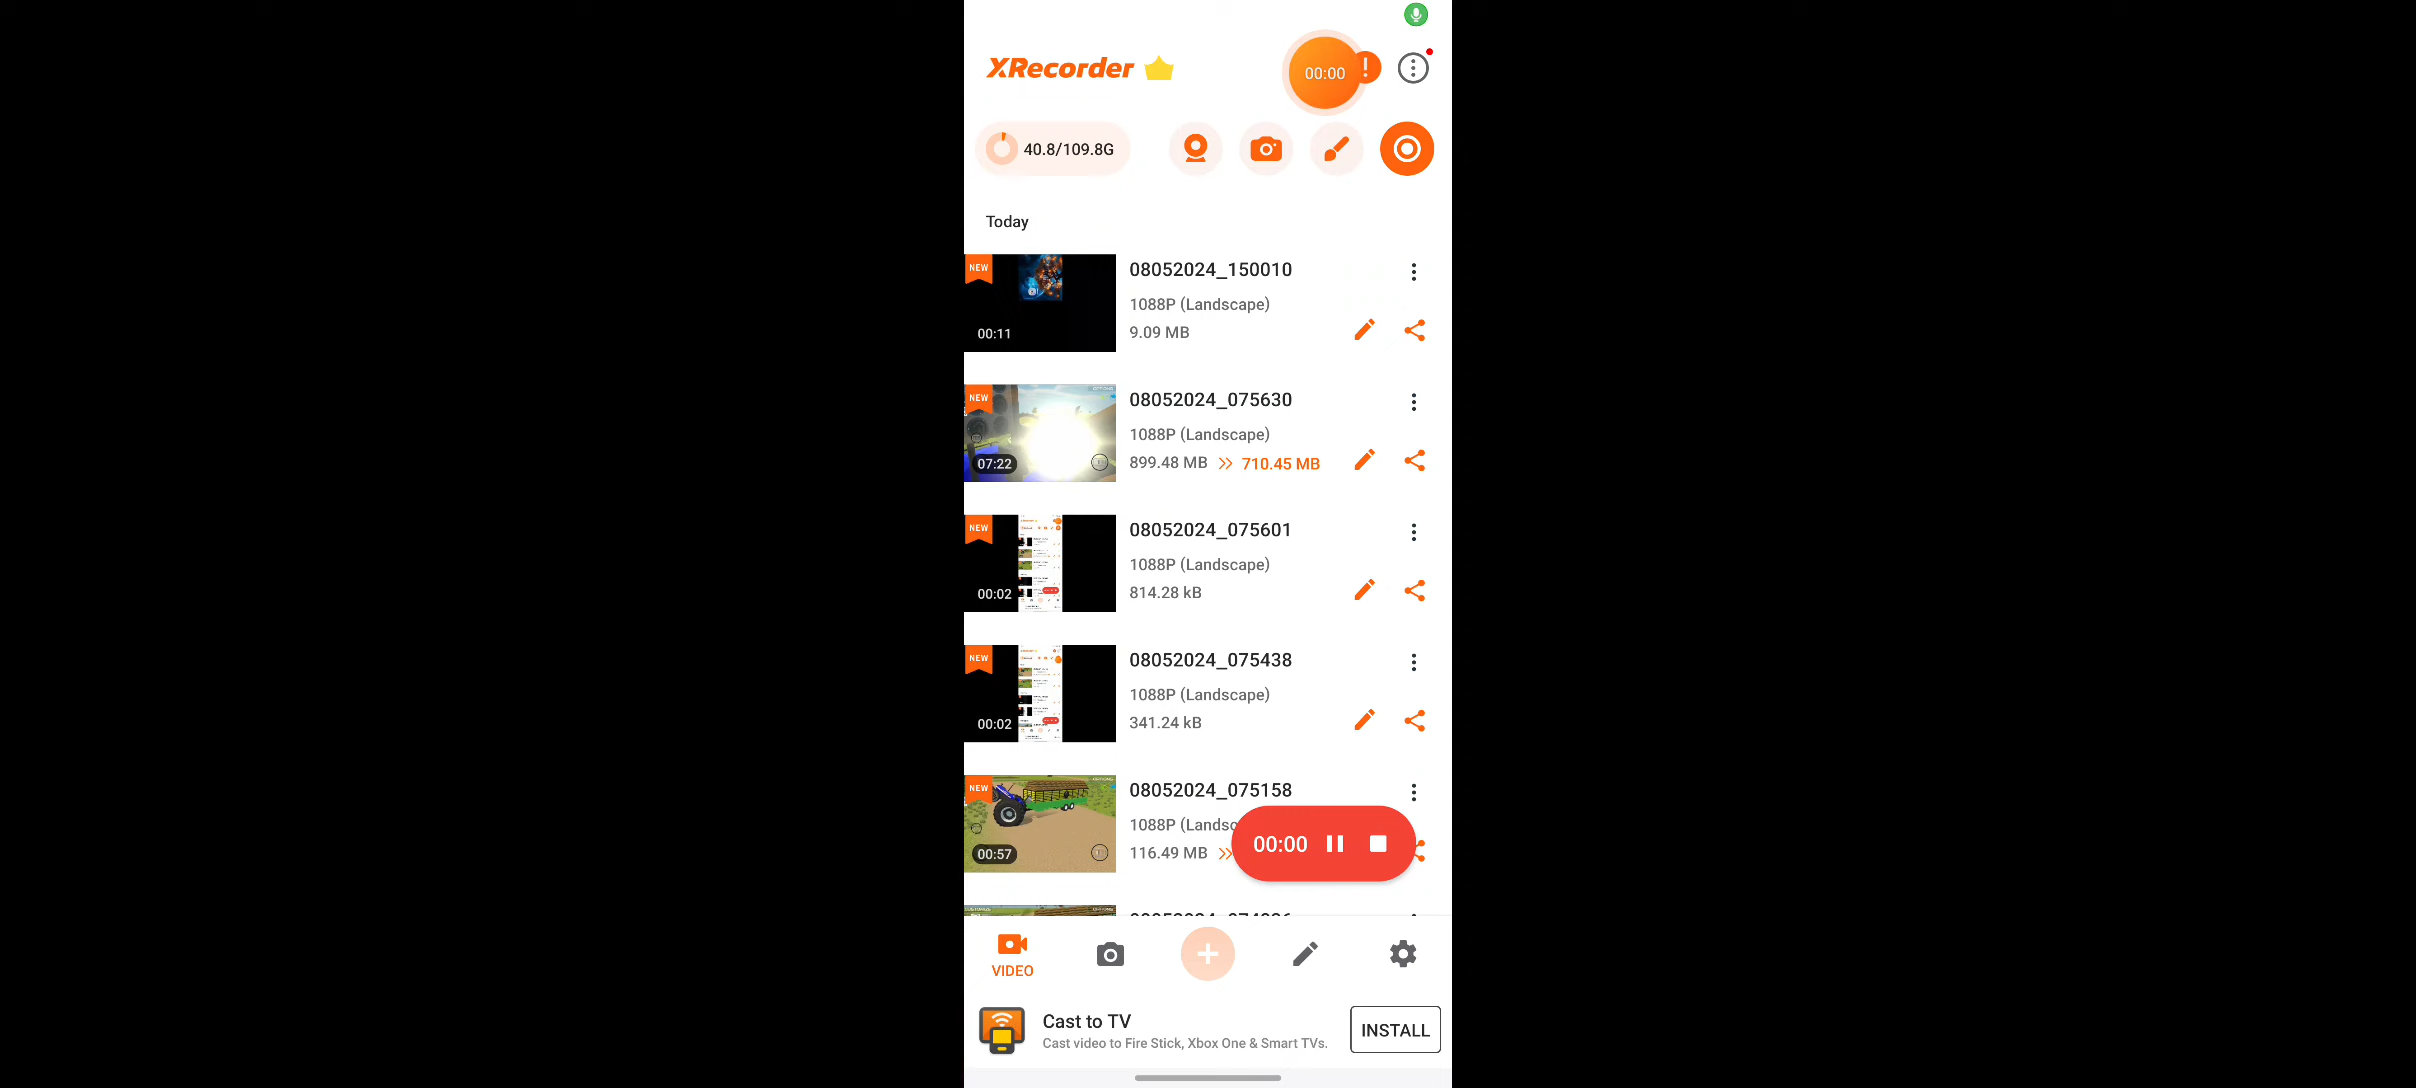 XRecorder
00:00
!
40.8/109.8G
Today
NEW
00:11
08052024_150010
1088P (Landscape)
9.09 MB
NEW
07:22
08052024_075630
1088P (Landscape)
899.48 MB >> 710.45 MB
NEW
00:02
08052024_075601
1088P (Landscape)
814.28 kB
NEW
00:02
08052024_075438
1088P (Landscape)
341.24 kB
NEW
00:57
08052024_075158
1088P (Landsc
116.49 MB >>
00:00
VIDEO
Cast to TV
Cast video to Fire Stick, Xbox One & Smart TVs.
INSTALL